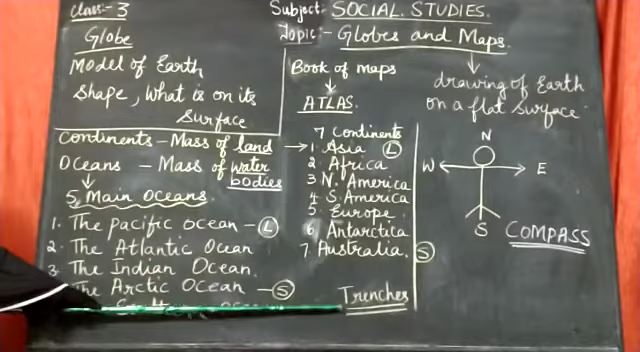 Class:- 3
Subject:- SOCIAL STUDIES.
Topic:- Globes and Maps.
Globe
Model of Earth
Shape, What is on its
Surface
Book of maps
ATLAS.
drawing of Earth
on a flat surface
Continents - Mass of land
Oceans - Mass of water
bodies
5 Main Oceans.
1. The Pacific Ocean - L
2. The Atlantic Ocean
3. The Indian Ocean.
The Arctic Ocean - S
7 Continents
1 Asia L
2 Africa
3 N. America
4 S. America
5. Europe.
6 Antarctica
7 Australia. S
Trenches
N
W E
S
COMPASS